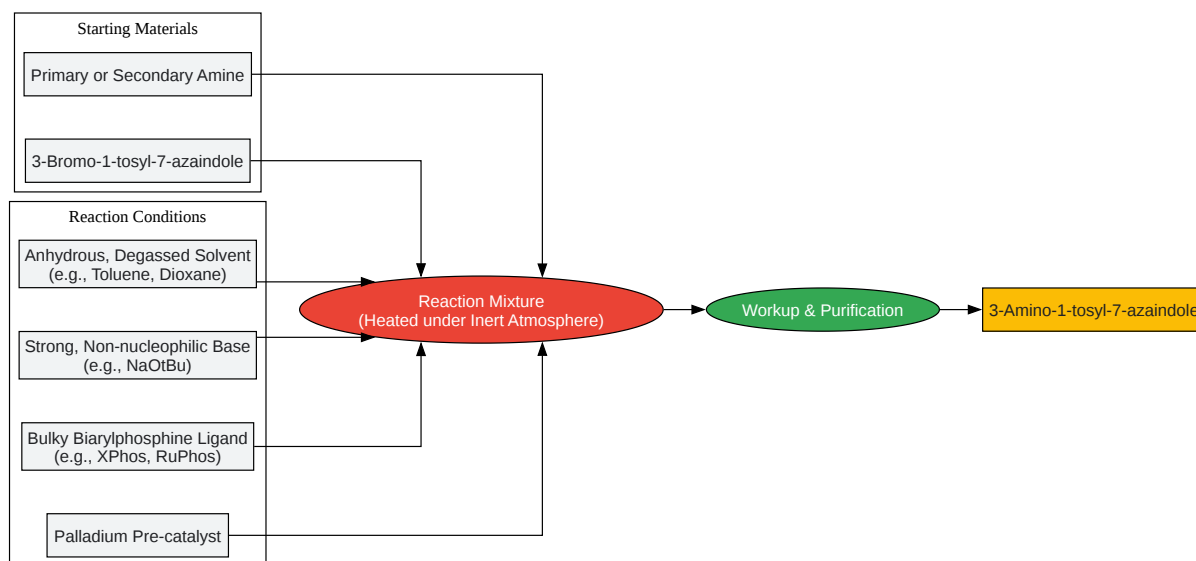 Starting Materials
Primary or Secondary Amine
3-Bromo-1-tosyl-7-azaindole
Reaction Conditions
Anhydrous, Degassed Solvent
(e.g., Toluene, Dioxane)
Strong, Non-nucleophilic Base
(e.g., NaOtBu)
Bulky Biarylphosphine Ligand
(e.g., XPhos, RuPhos)
Palladium Pre-catalyst
Reaction Mixture
(Heated under Inert Atmosphere)
Workup & Purification
3-Amino-1-tosyl-7-azaindole